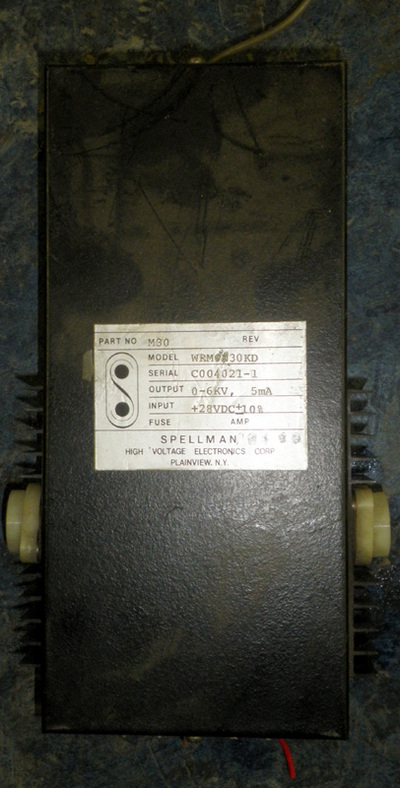 PART NO M30 REV
MODEL
SERIAL C004021-1
OUTPUT 0-6KV, 5mA
INPUT +28VDC±10%
FUSE AMP
SPELLMAN
HIGH VOLTAGE ELECTRONICS CORP
PLAINVIEW. N.Y.